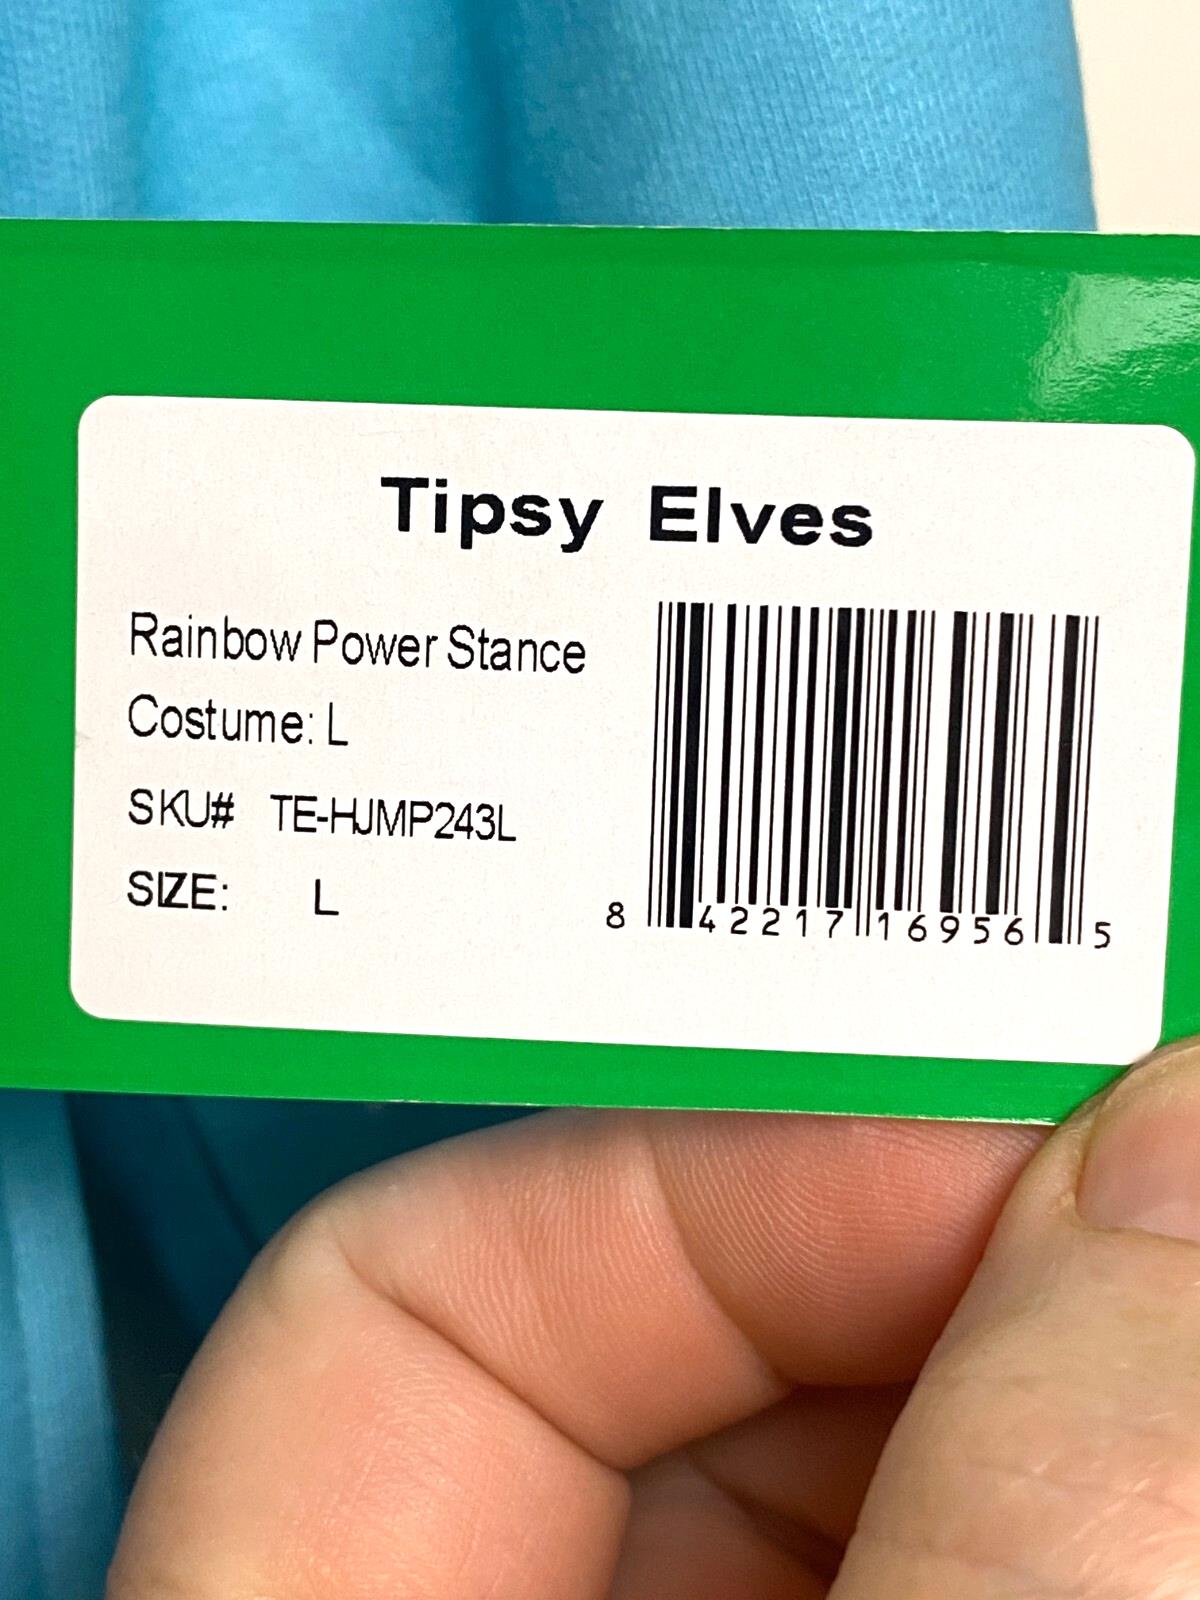 Tipsy Elves
Rainbow Power Stance
Costume: L
SKU# TE-HJMP243L
SIZE: L
8 42217 16956 5